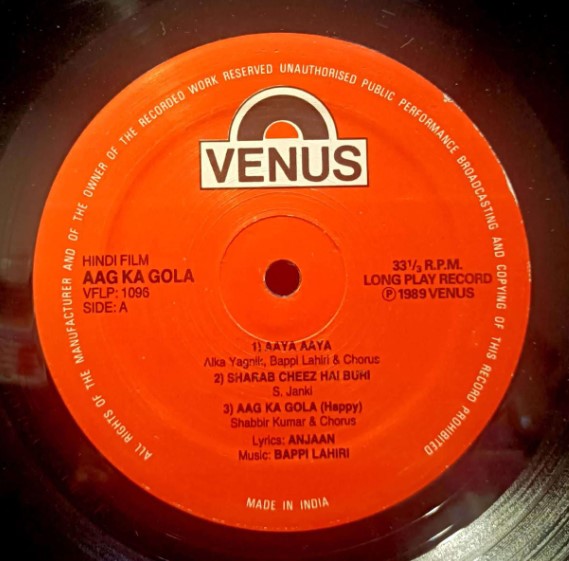 ALL RIGHTS OF THE MANUFACTURER AND OF THE OWNER OF THE RECORDED WORK RESERVED UNAUTHORISED PUBLIC PERFORMANCE BROADCASTING AND COPYING OF THIS RECORD PROHIBITED
VENUS
HINDI FILM
AAG KA GOLA
VFLP: 1096
SIDE: A
33 1/3 R.P.M.
LONG PLAY RECORD
Ⓟ 1989 VENUS
1) AAYA AAYA
Alka Yagnik, Bappi Lahiri & Chorus
2) SHARAB CHEEZ HAI BURI
S. Janki
3) AAG KA GOLA (Happy)
Shabbir Kumar & Chorus
Lyrics: ANJAAN
Music: BAPPI LAHIRI
MADE IN INDIA